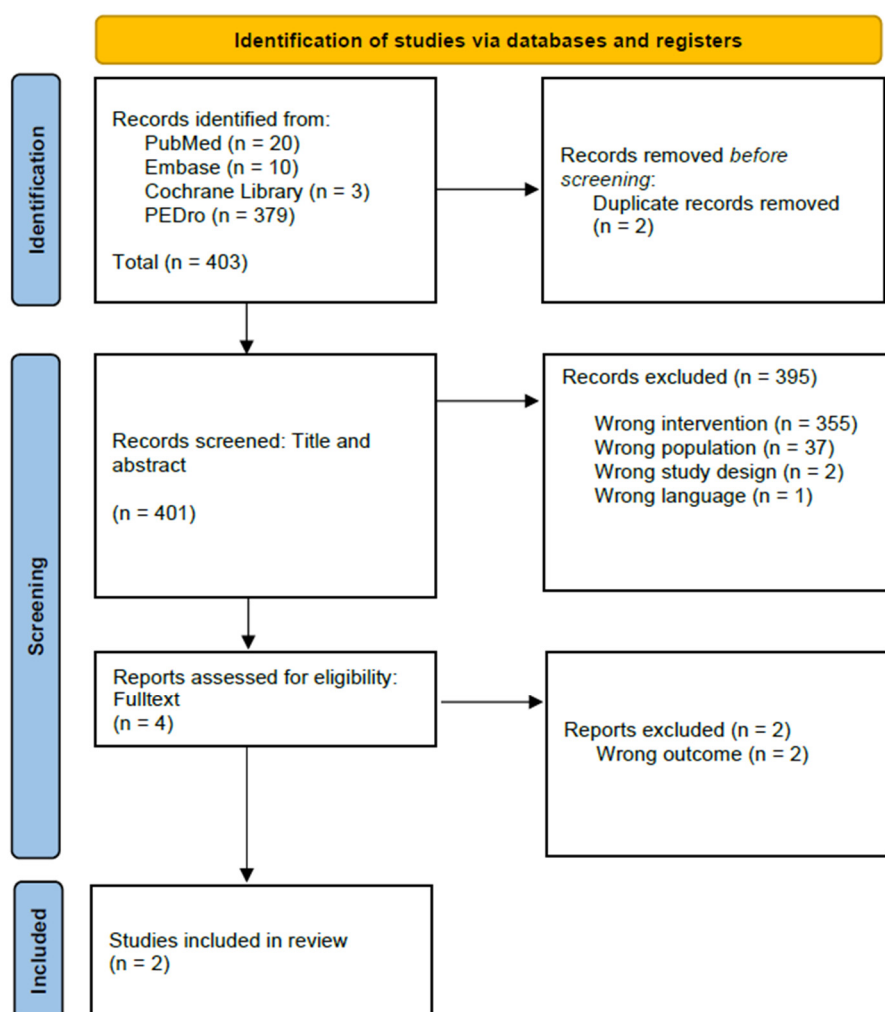 Identification of studies via databases and registers
Identification
Records identified from:
PubMed (n = 20)
Embase (n = 10)
Cochrane Library (n = 3)
PEDro (n = 379)
Total (n = 403)
Records removed before
screening:
Duplicate records removed
(n = 2)
Screening
Records screened: Title and
abstract
(n = 401)
Records excluded (n = 395)
Wrong intervention (n = 355)
Wrong population (n = 37)
Wrong study design (n = 2)
Wrong language (n = 1)
Reports assessed for eligibility:
Fulltext
(n = 4)
Reports excluded (n = 2)
Wrong outcome (n = 2)
Included
Studies included in review
(n = 2)